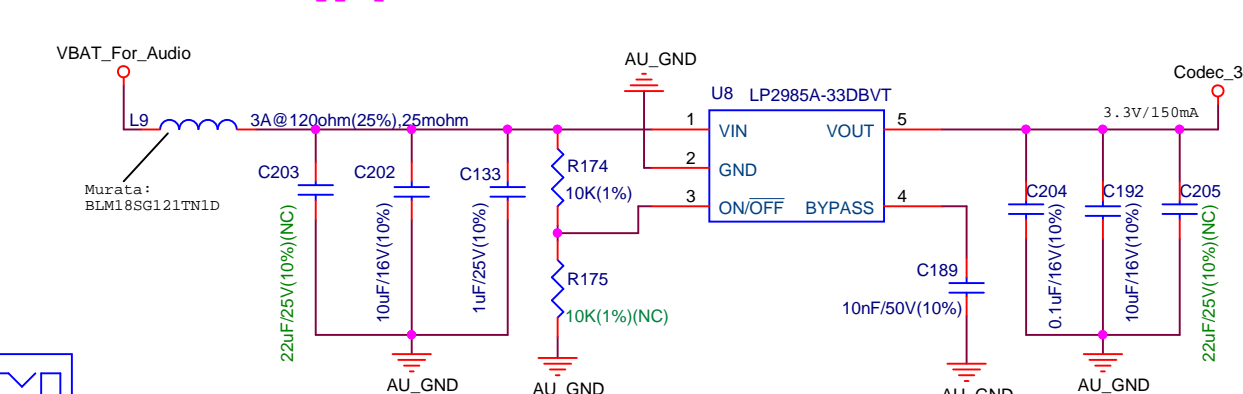 VBAT_For_Audio
AU_GND
Codec_3
U8
LP2985A-33DBVT
L9
3A@120ohm(25%),25mohm
1
VIN
VOUT
5
3.3V/150mA
2
GND
3
ON/OFF
BYPASS
4
Murata:
BLM18SG121TN1D
C203
22uF/25V(10%)(NC)
C202
10uF/16V(10%)
C133
1uF/25V(10%)
R174
10K(1%)
R175
10K(1%)(NC)
C189
10nF/50V(10%)
C204
0.1uF/16V(10%)
C192
10uF/16V(10%)
C205
22uF/25V(10%)(NC)
AU_GND
AU_GND
AU_GND
AU_GND